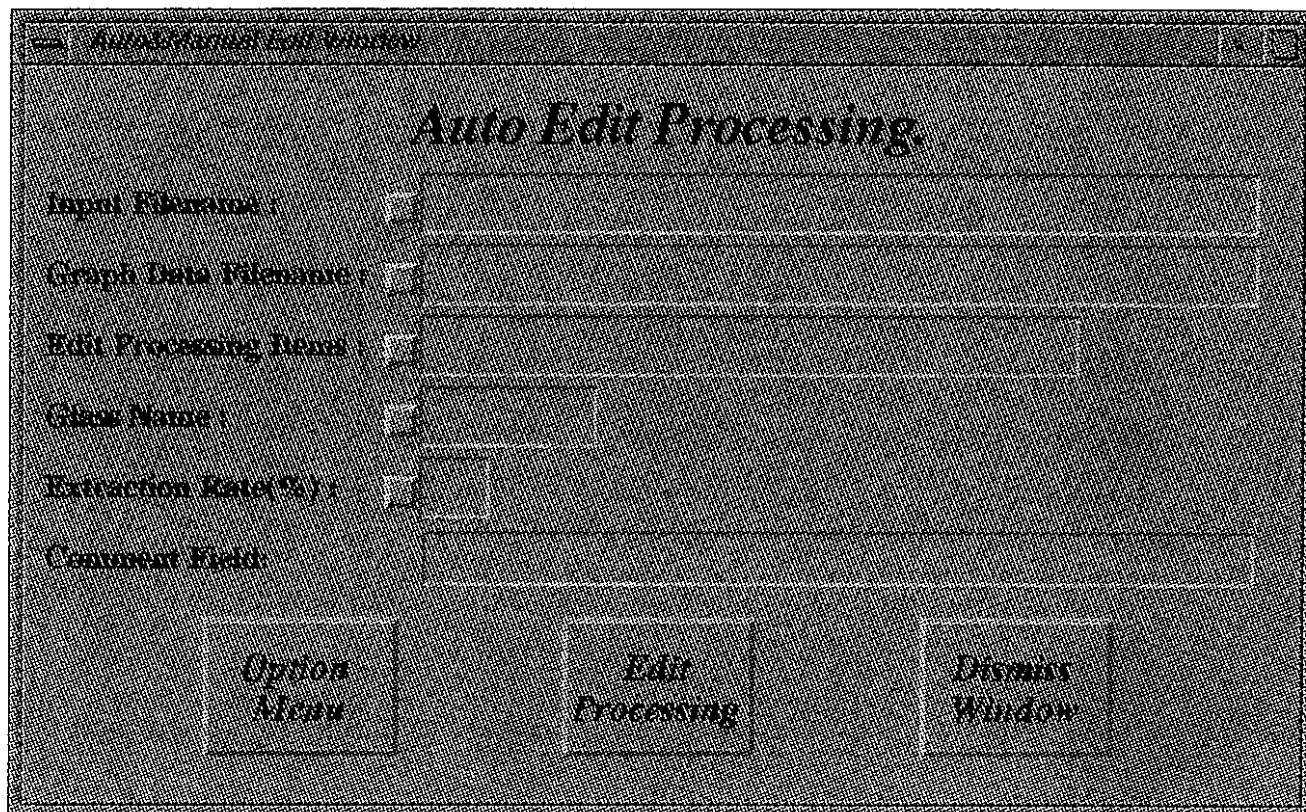 Auto&Manual Edit Window
Auto Edit Processing.
Input Filename :
Graph Data Filename :
Edit Processing Items :
Glass Name :
Extraction Rate(%) :
Comment Field:
Option
Menu
Edit
Processing
Dismiss
Window